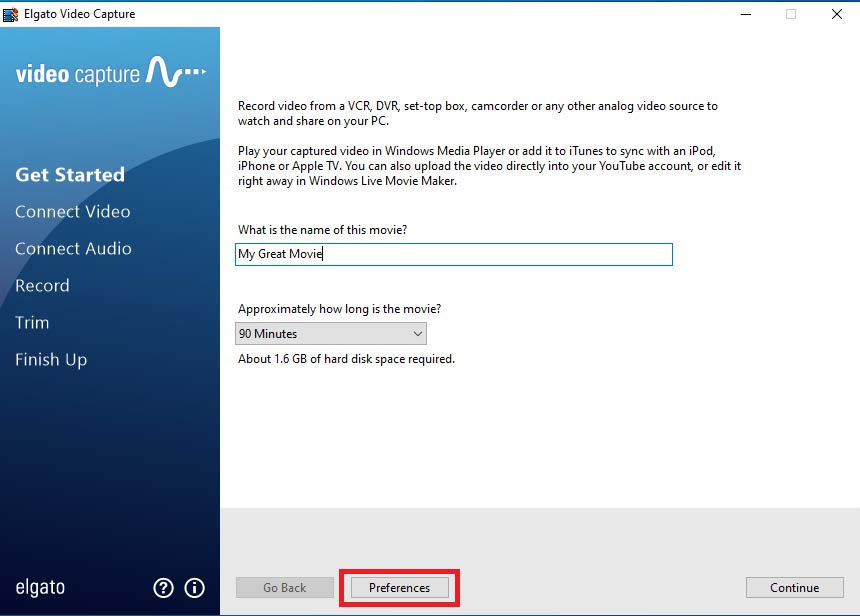 Elgato Video Capture
video capture
Get Started
Connect Video
Connect Audio
Record
Trim
Finish Up
elgato
?
i
Record video from a VCR, DVR, set-top box, camcorder or any other analog video source to
watch and share on your PC.
Play your captured video in Windows Media Player or add it to iTunes to sync with an iPod,
iPhone or Apple TV. You can also upload the video directly into your YouTube account, or edit it
right away in Windows Live Movie Maker.
What is the name of this movie?
My Great Movie
Approximately how long is the movie?
90 Minutes
About 1.6 GB of hard disk space required.
Go Back
Preferences
Continue